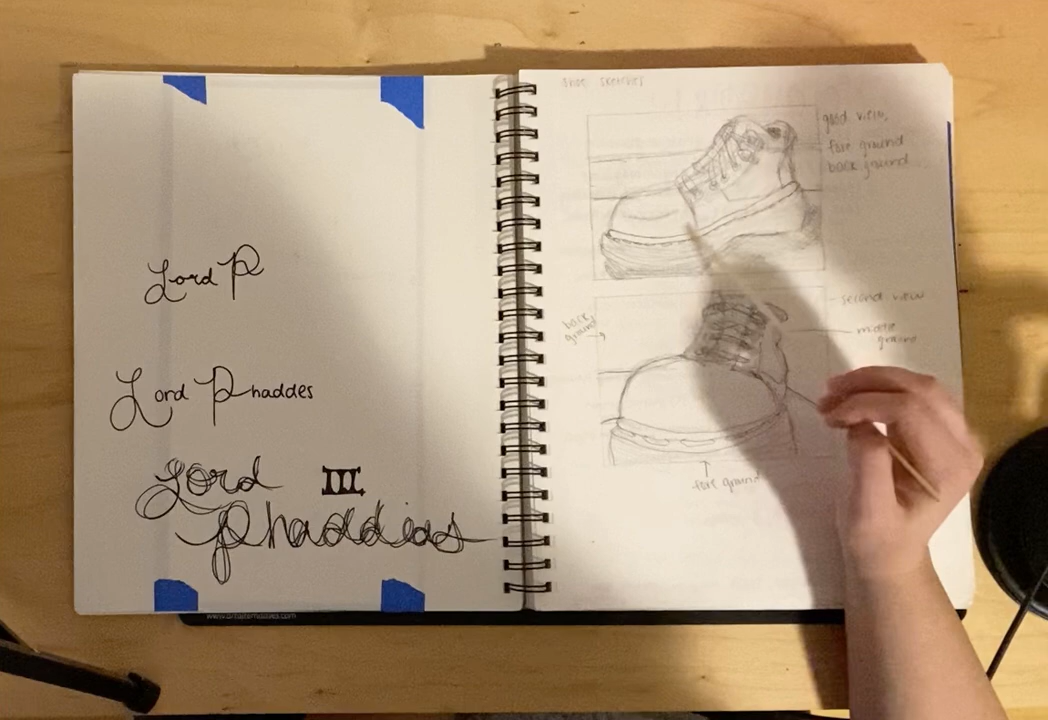 Lord P
Lord Phaddes
Lord III
Phaddias
shoe sketches
good view,
fore ground
back ground
second view
back
ground
middle
ground
fore ground